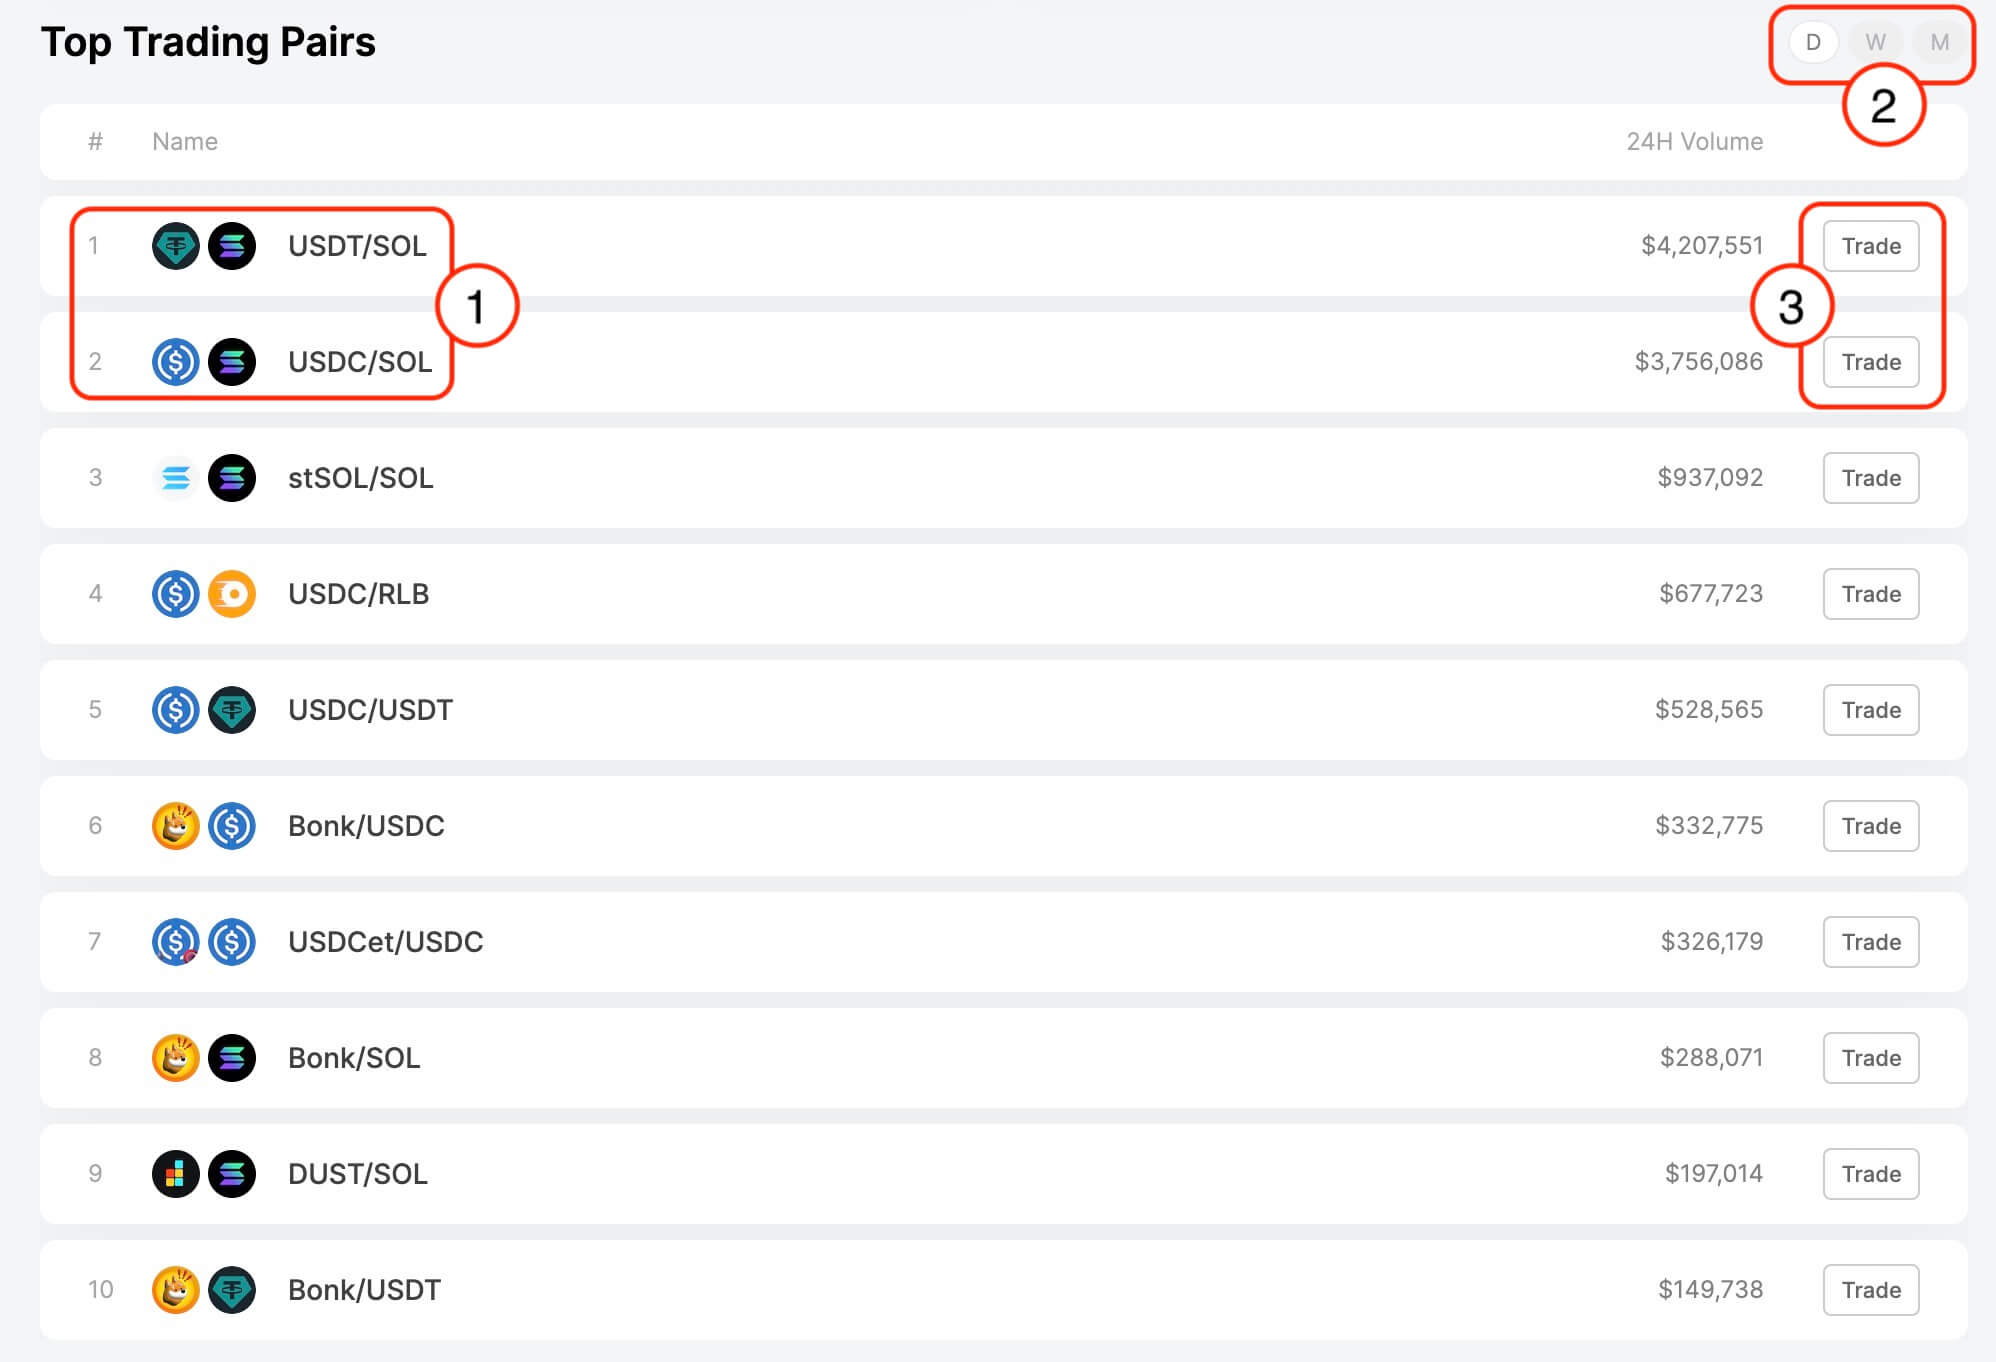 Top Trading Pairs D W M
2
# Name 24H Volume
1 USDT/SOL $4,207,551 Trade
1 3
2 USDC/SOL $3,756,086 Trade
3 stSOL/SOL $937,092 Trade
4 USDC/RLB $677,723 Trade
5 USDC/USDT $528,565 Trade
6 Bonk/USDC $332,775 Trade
7 USDCet/USDC $326,179 Trade
8 Bonk/SOL $288,071 Trade
9 DUST/SOL $197,014 Trade
10 Bonk/USDT $149,738 Trade